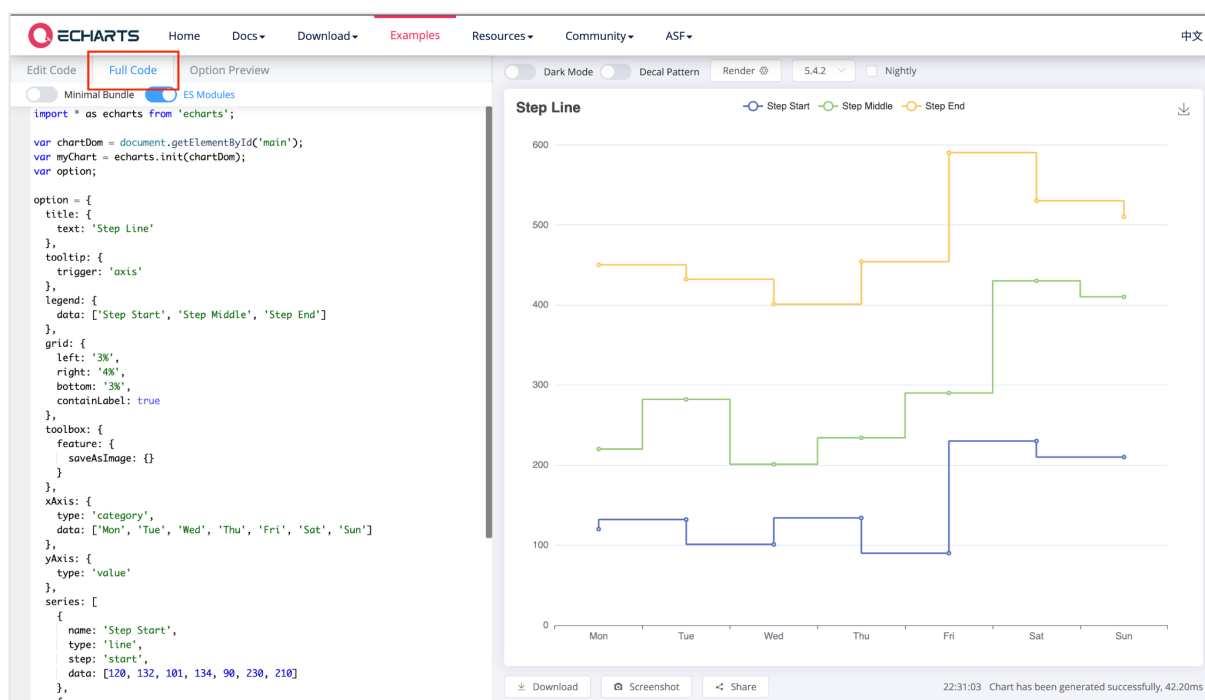 ECHARTS Home Docs Download Examples Resources Community ASF 中文
Edit Code Full Code Option Preview
Minimal Bundle ES Modules
import * as echarts from 'echarts';
var chartDom = document.getElementById('main');
var myChart = echarts.init(chartDom);
var option;
option = {
title: {
text: 'Step Line'
},
tooltip: {
trigger: 'axis'
},
legend: {
data: ['Step Start', 'Step Middle', 'Step End']
},
grid: {
left: '3%',
right: '4%',
bottom: '3%',
containLabel: true
},
toolbox: {
feature: {
saveAsImage: {}
}
},
xAxis: {
type: 'category',
data: ['Mon', 'Tue', 'Wed', 'Thu', 'Fri', 'Sat', 'Sun']
},
yAxis: {
type: 'value'
},
series: [
{
name: 'Step Start',
type: 'line',
step: 'start',
data: [120, 132, 101, 134, 90, 230, 210]
},
Dark Mode Decal Pattern Render 5.4.2 Nightly
Step Line
Step Start Step Middle Step End
600
500
400
300
200
100
0
Mon Tue Wed Thu Fri Sat Sun
Download Screenshot Share 22:31:03 Chart has been generated successfully, 42.20ms